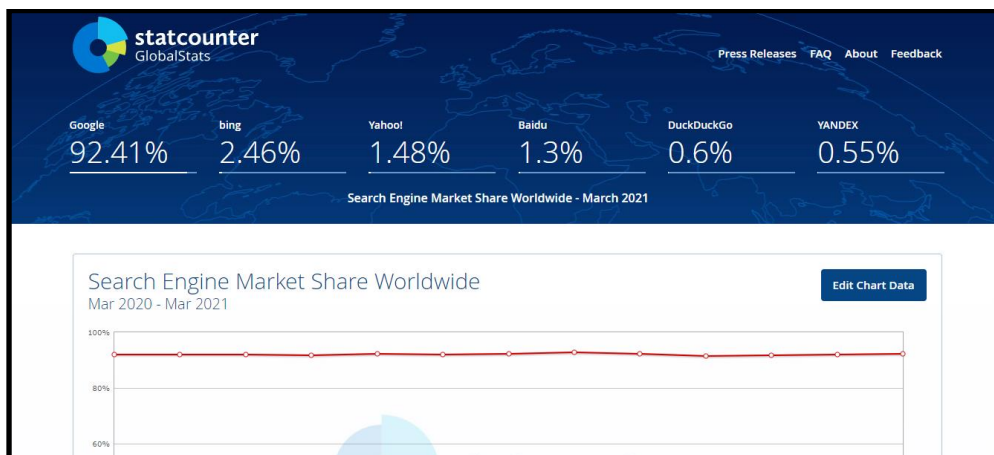 statcounter
GlobalStats
Press Releases FAQ About Feedback
Google bing Yahoo! Baidu DuckDuckGo YANDEX
92.41% 2.46% 1.48% 1.3% 0.6% 0.55%
Search Engine Market Share Worldwide - March 2021
Search Engine Market Share Worldwide
Mar 2020 - Mar 2021
Edit Chart Data
100%
80%
60%